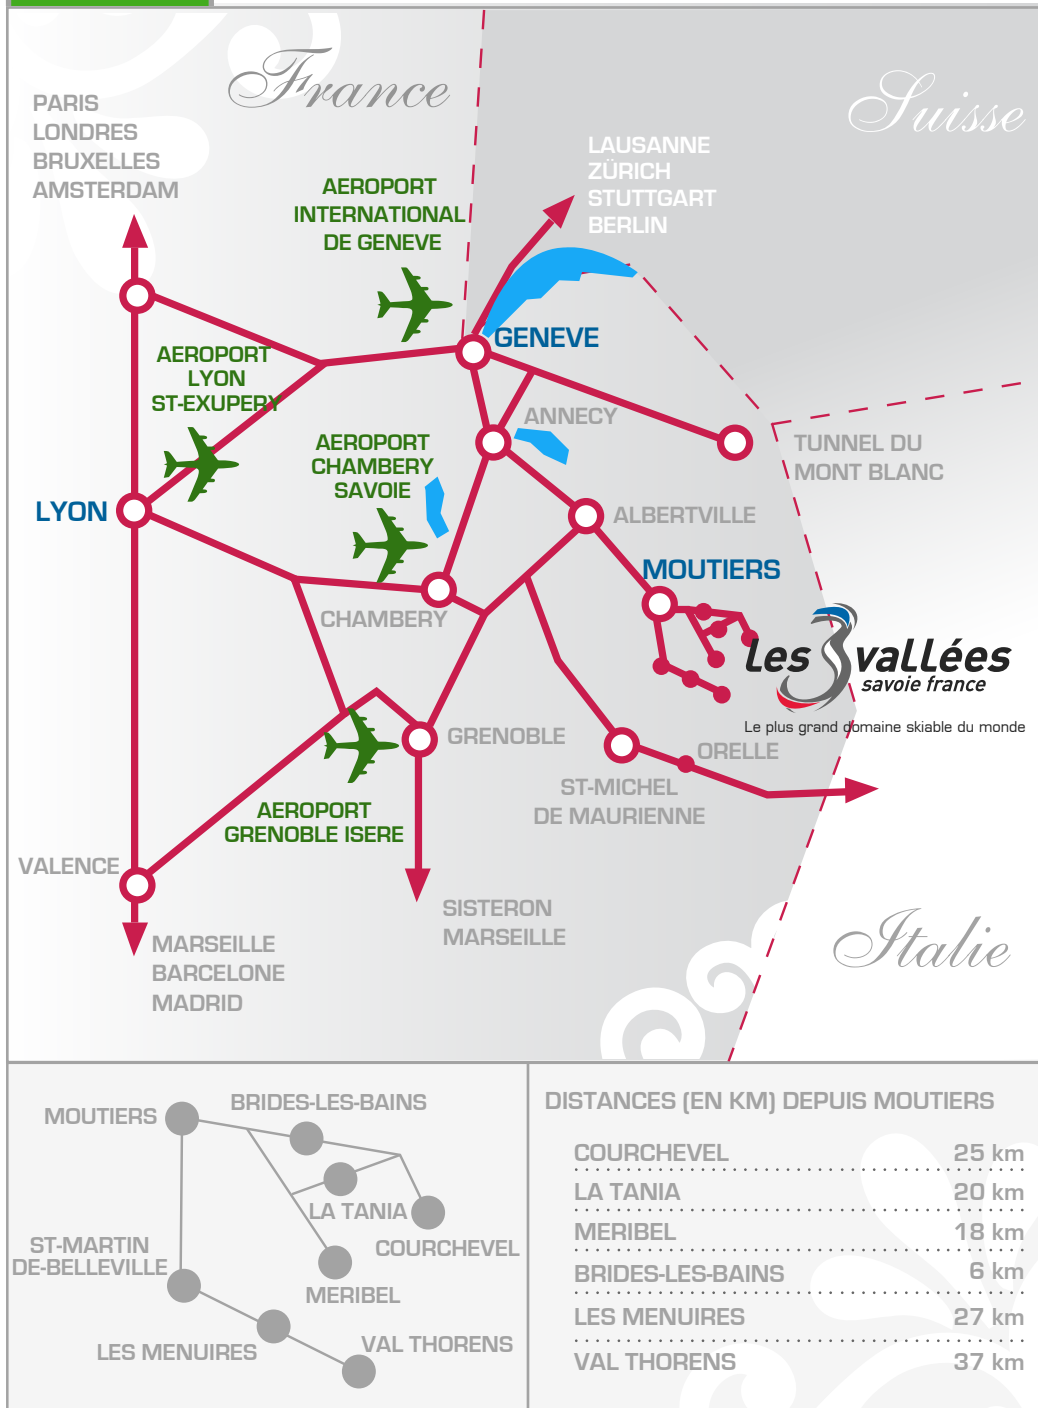 France
Suisse
PARIS
LONDRES
BRUXELLES
AMSTERDAM
LAUSANNE
ZÜRICH
STUTTGART
BERLIN
AEROPORT
INTERNATIONAL
DE GENEVE
GENEVE
AEROPORT
LYON
ST-EXUPERY
ANNECY
AEROPORT
CHAMBERY
SAVOIE
TUNNEL DU
MONT BLANC
LYON
ALBERTVILLE
MOUTIERS
CHAMBERY
Les 3 vaLLées
savoie france
Le plus grand domaine skiable du monde
GRENOBLE
ORELLE
ST-MICHEL
DE MAURIENNE
AEROPORT
GRENOBLE ISERE
VALENCE
SISTERON
MARSEILLE
MARSEILLE
BARCELONE
MADRID
Italie
MOUTIERS
BRIDES-LES-BAINS
LA TANIA
COURCHEVEL
ST-MARTIN
DE-BELLEVILLE
MERIBEL
LES MENUIRES
VAL THORENS
DISTANCES (EN KM) DEPUIS MOUTIERS
COURCHEVEL 25 km
LA TANIA 20 km
MERIBEL 18 km
BRIDES-LES-BAINS 6 km
LES MENUIRES 27 km
VAL THORENS 37 km